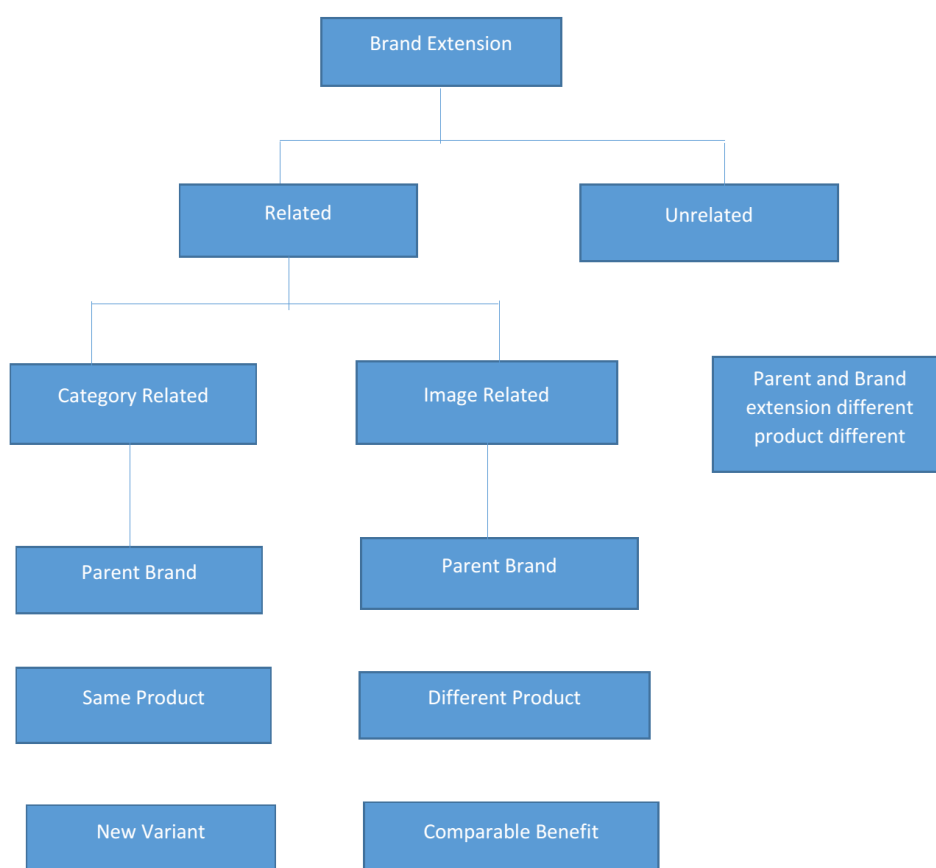 Brand Extension
Related
Unrelated
Category Related
Image Related
Parent and Brand
extension different
product different
Parent Brand
Parent Brand
Same Product
Different Product
New Variant
Comparable Benefit